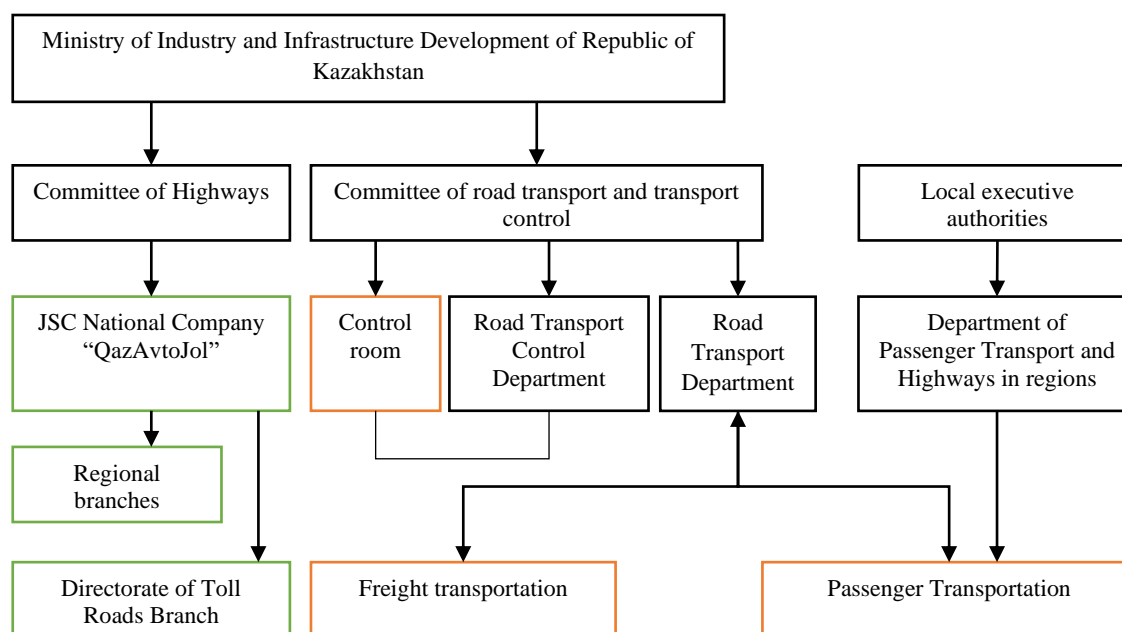 Ministry of Industry and Infrastructure Development of Republic of
Kazakhstan
Committee of Highways
Committee of road transport and transport
control
Local executive
authorities
JSC National Company
“QazAvtoJol”
Control
room
Road Transport
Control
Department
Road
Transport
Department
Department of
Passenger Transport and
Highways in regions
Regional
branches
Directorate of Toll
Roads Branch
Freight transportation
Passenger Transportation